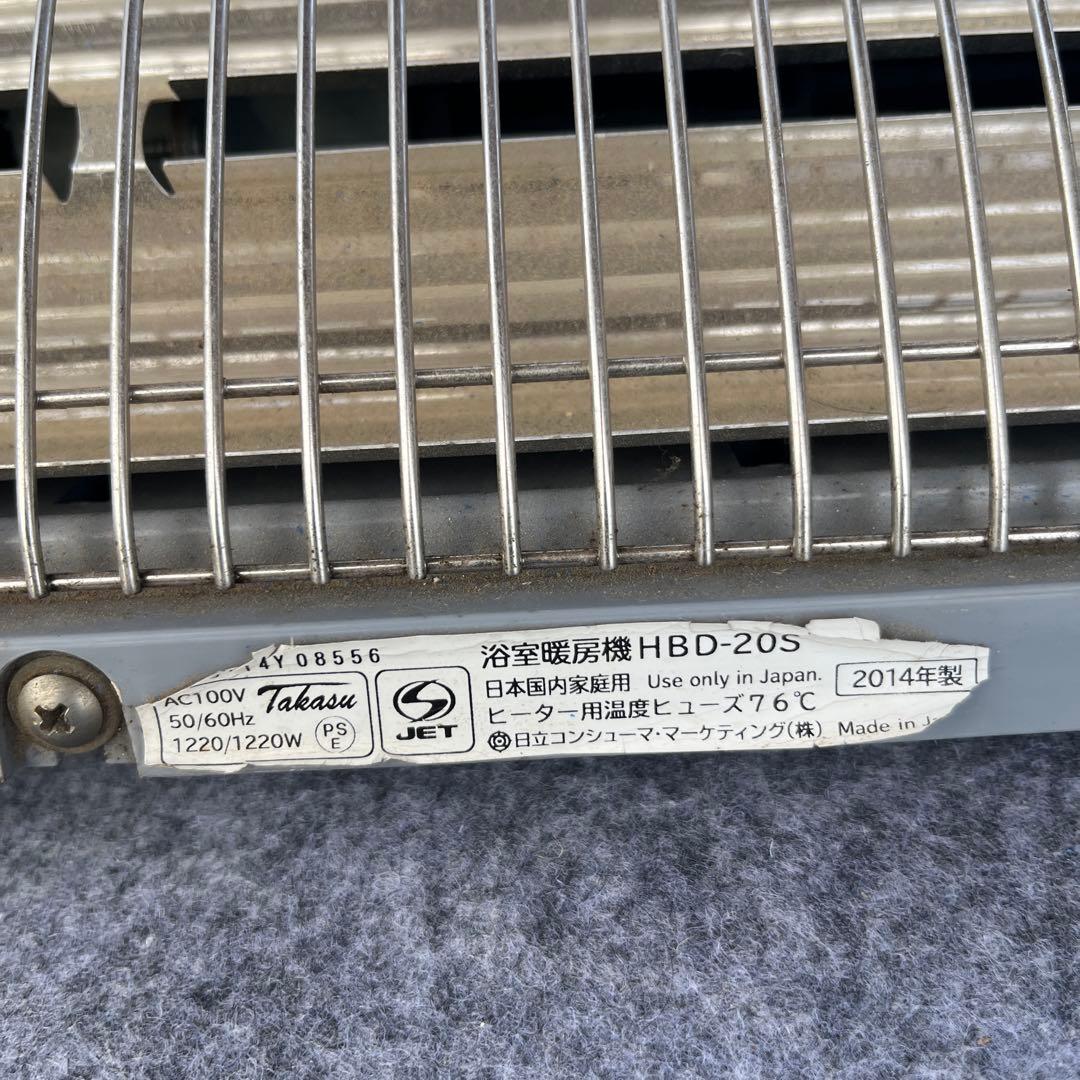 14Y 08556
AC100V Takasu
50/60Hz
1220/1220W PS E
JET
浴室暖房機 HBD-20S
日本国内家庭用 Use only in Japan.
ヒーター用温度ヒューズ76℃
日立コンシューマ・マーケティング(株) Made in
2014年製